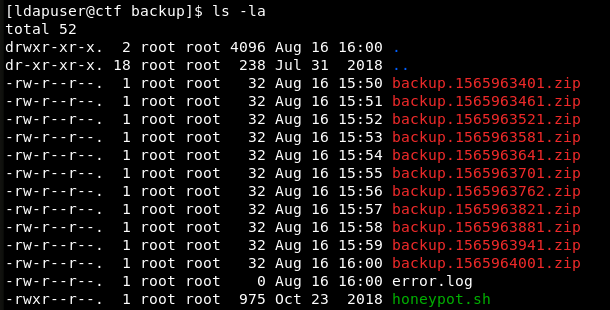 [ldapuser@ctf backup]$ ls -la
total 52
drwxr-xr-x.  2 root root 4096 Aug 16 16:00 .
dr-xr-xr-x. 18 root root  238 Jul 31  2018 ..
-rw-r--r--.  1 root root   32 Aug 16 15:50 backup.1565963401.zip
-rw-r--r--.  1 root root   32 Aug 16 15:51 backup.1565963461.zip
-rw-r--r--.  1 root root   32 Aug 16 15:52 backup.1565963521.zip
-rw-r--r--.  1 root root   32 Aug 16 15:53 backup.1565963581.zip
-rw-r--r--.  1 root root   32 Aug 16 15:54 backup.1565963641.zip
-rw-r--r--.  1 root root   32 Aug 16 15:55 backup.1565963701.zip
-rw-r--r--.  1 root root   32 Aug 16 15:56 backup.1565963762.zip
-rw-r--r--.  1 root root   32 Aug 16 15:57 backup.1565963821.zip
-rw-r--r--.  1 root root   32 Aug 16 15:58 backup.1565963881.zip
-rw-r--r--.  1 root root   32 Aug 16 15:59 backup.1565963941.zip
-rw-r--r--.  1 root root   32 Aug 16 16:00 backup.1565964001.zip
-rw-r--r--.  1 root root    0 Aug 16 16:00 error.log
-rwxr--r--.  1 root root  975 Oct 23  2018 honeypot.sh